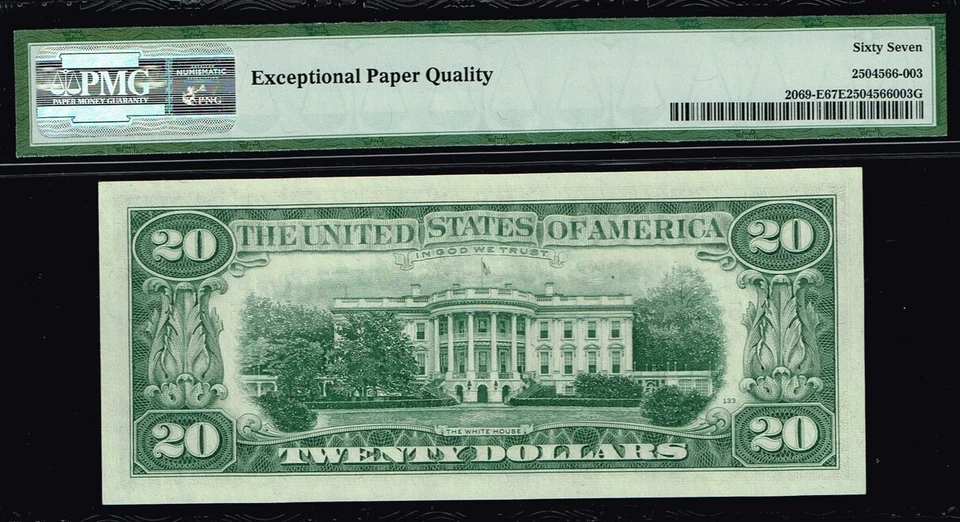 PMG
PAPER MONEY GUARANTY
NUMISMATIC
PNG
Exceptional Paper Quality
Sixty Seven
2504566-003
2069-E67E2504566003G
20 THE UNITED STATES OF AMERICA 20
IN GOD WE TRUST
133
THE WHITE HOUSE
20 TWENTY DOLLARS 20